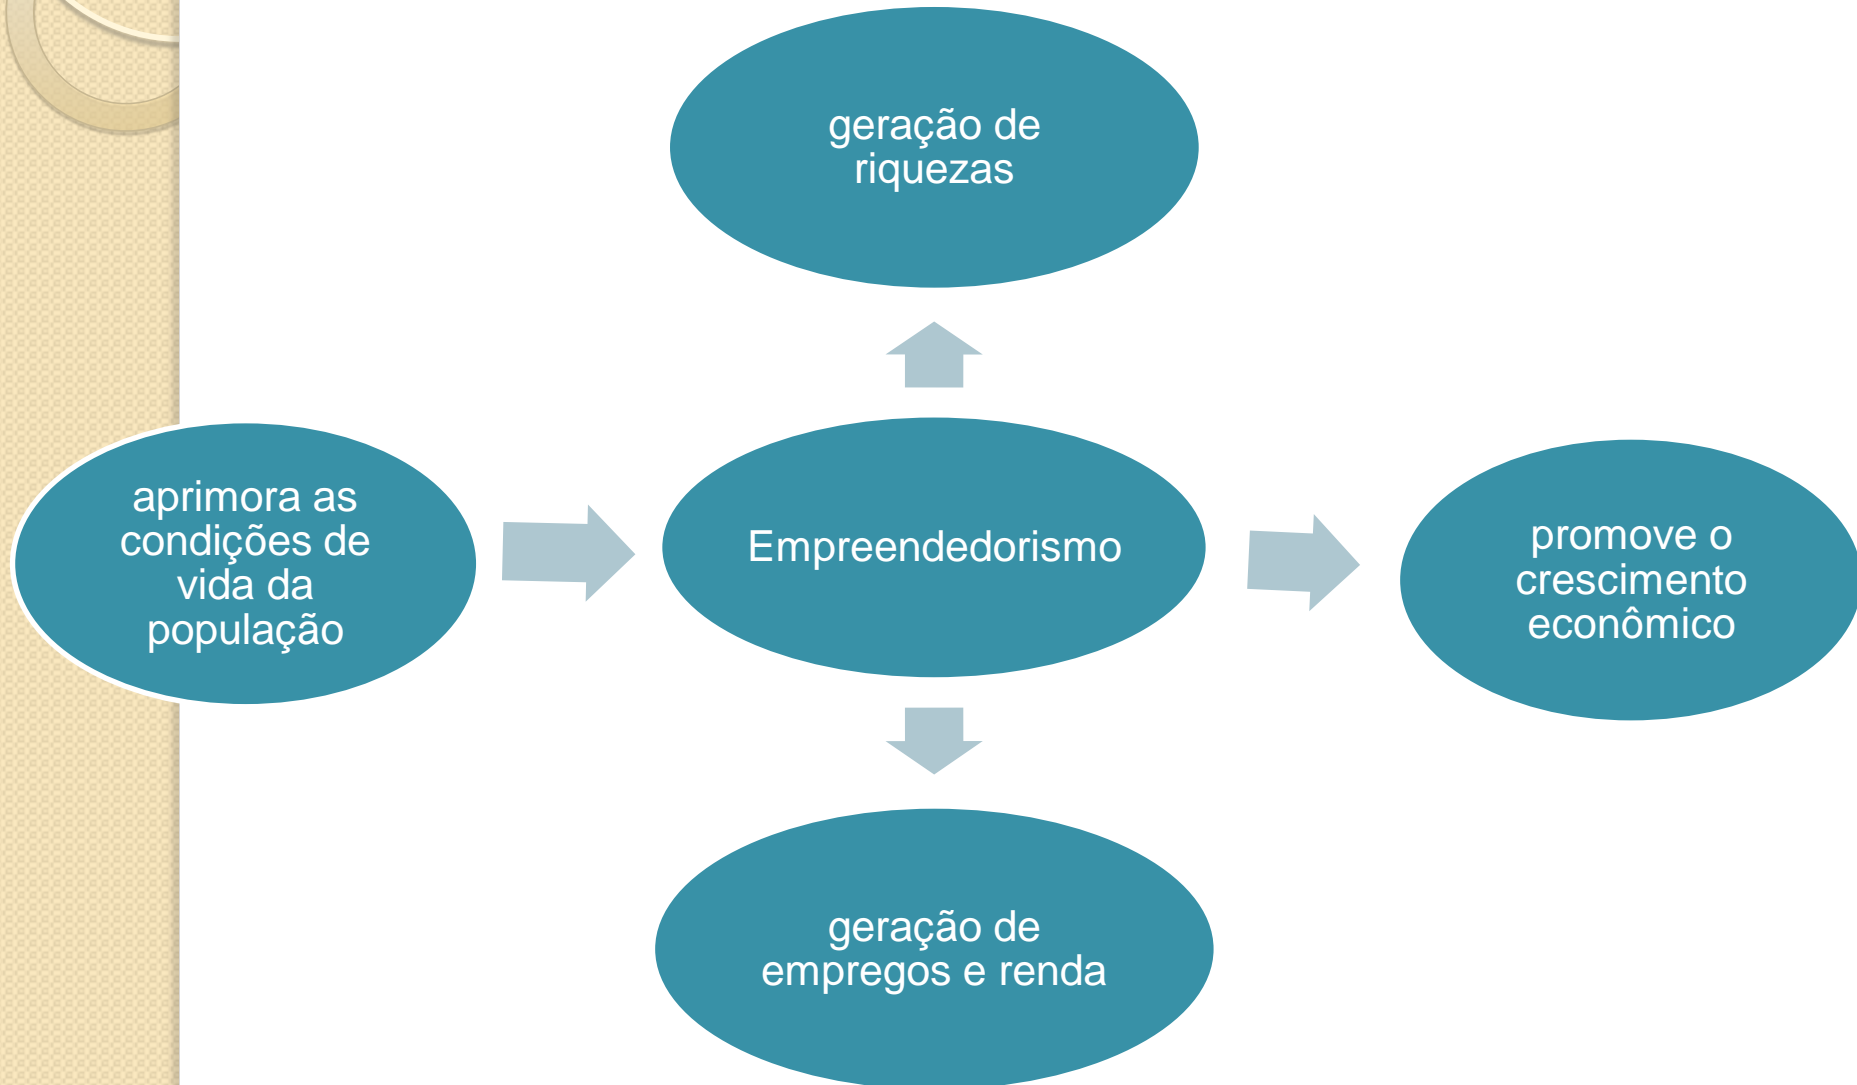 geração de
riquezas
aprimora as
condições de
vida da
população
Empreendedorismo
promove o
crescimento
econômico
geração de
empregos e renda